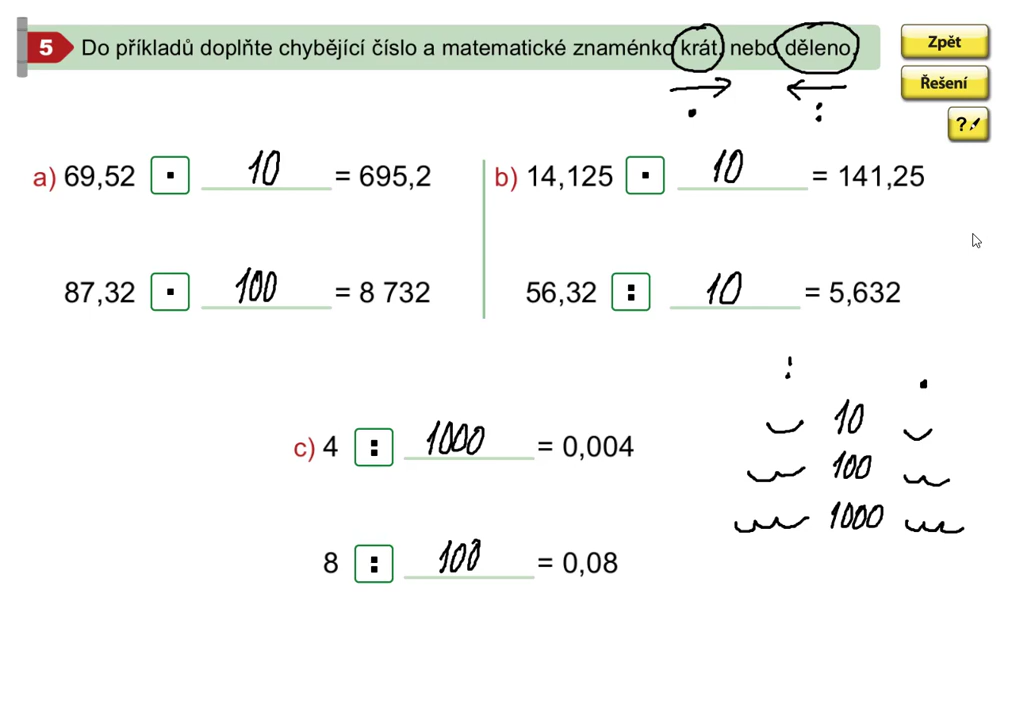 5 Do příkladů doplňte chybějící číslo a matematické znaménko krát, nebo děleno.
Zpět
Řešení
?
· :
a) 69,52 · 10 = 695,2
b) 14,125 · 10 = 141,25
87,32 · 100 = 8 732
56,32 : 10 = 5,632
: ·
10
c) 4 : 1000 = 0,004
100
1000
8 : 100 = 0,08